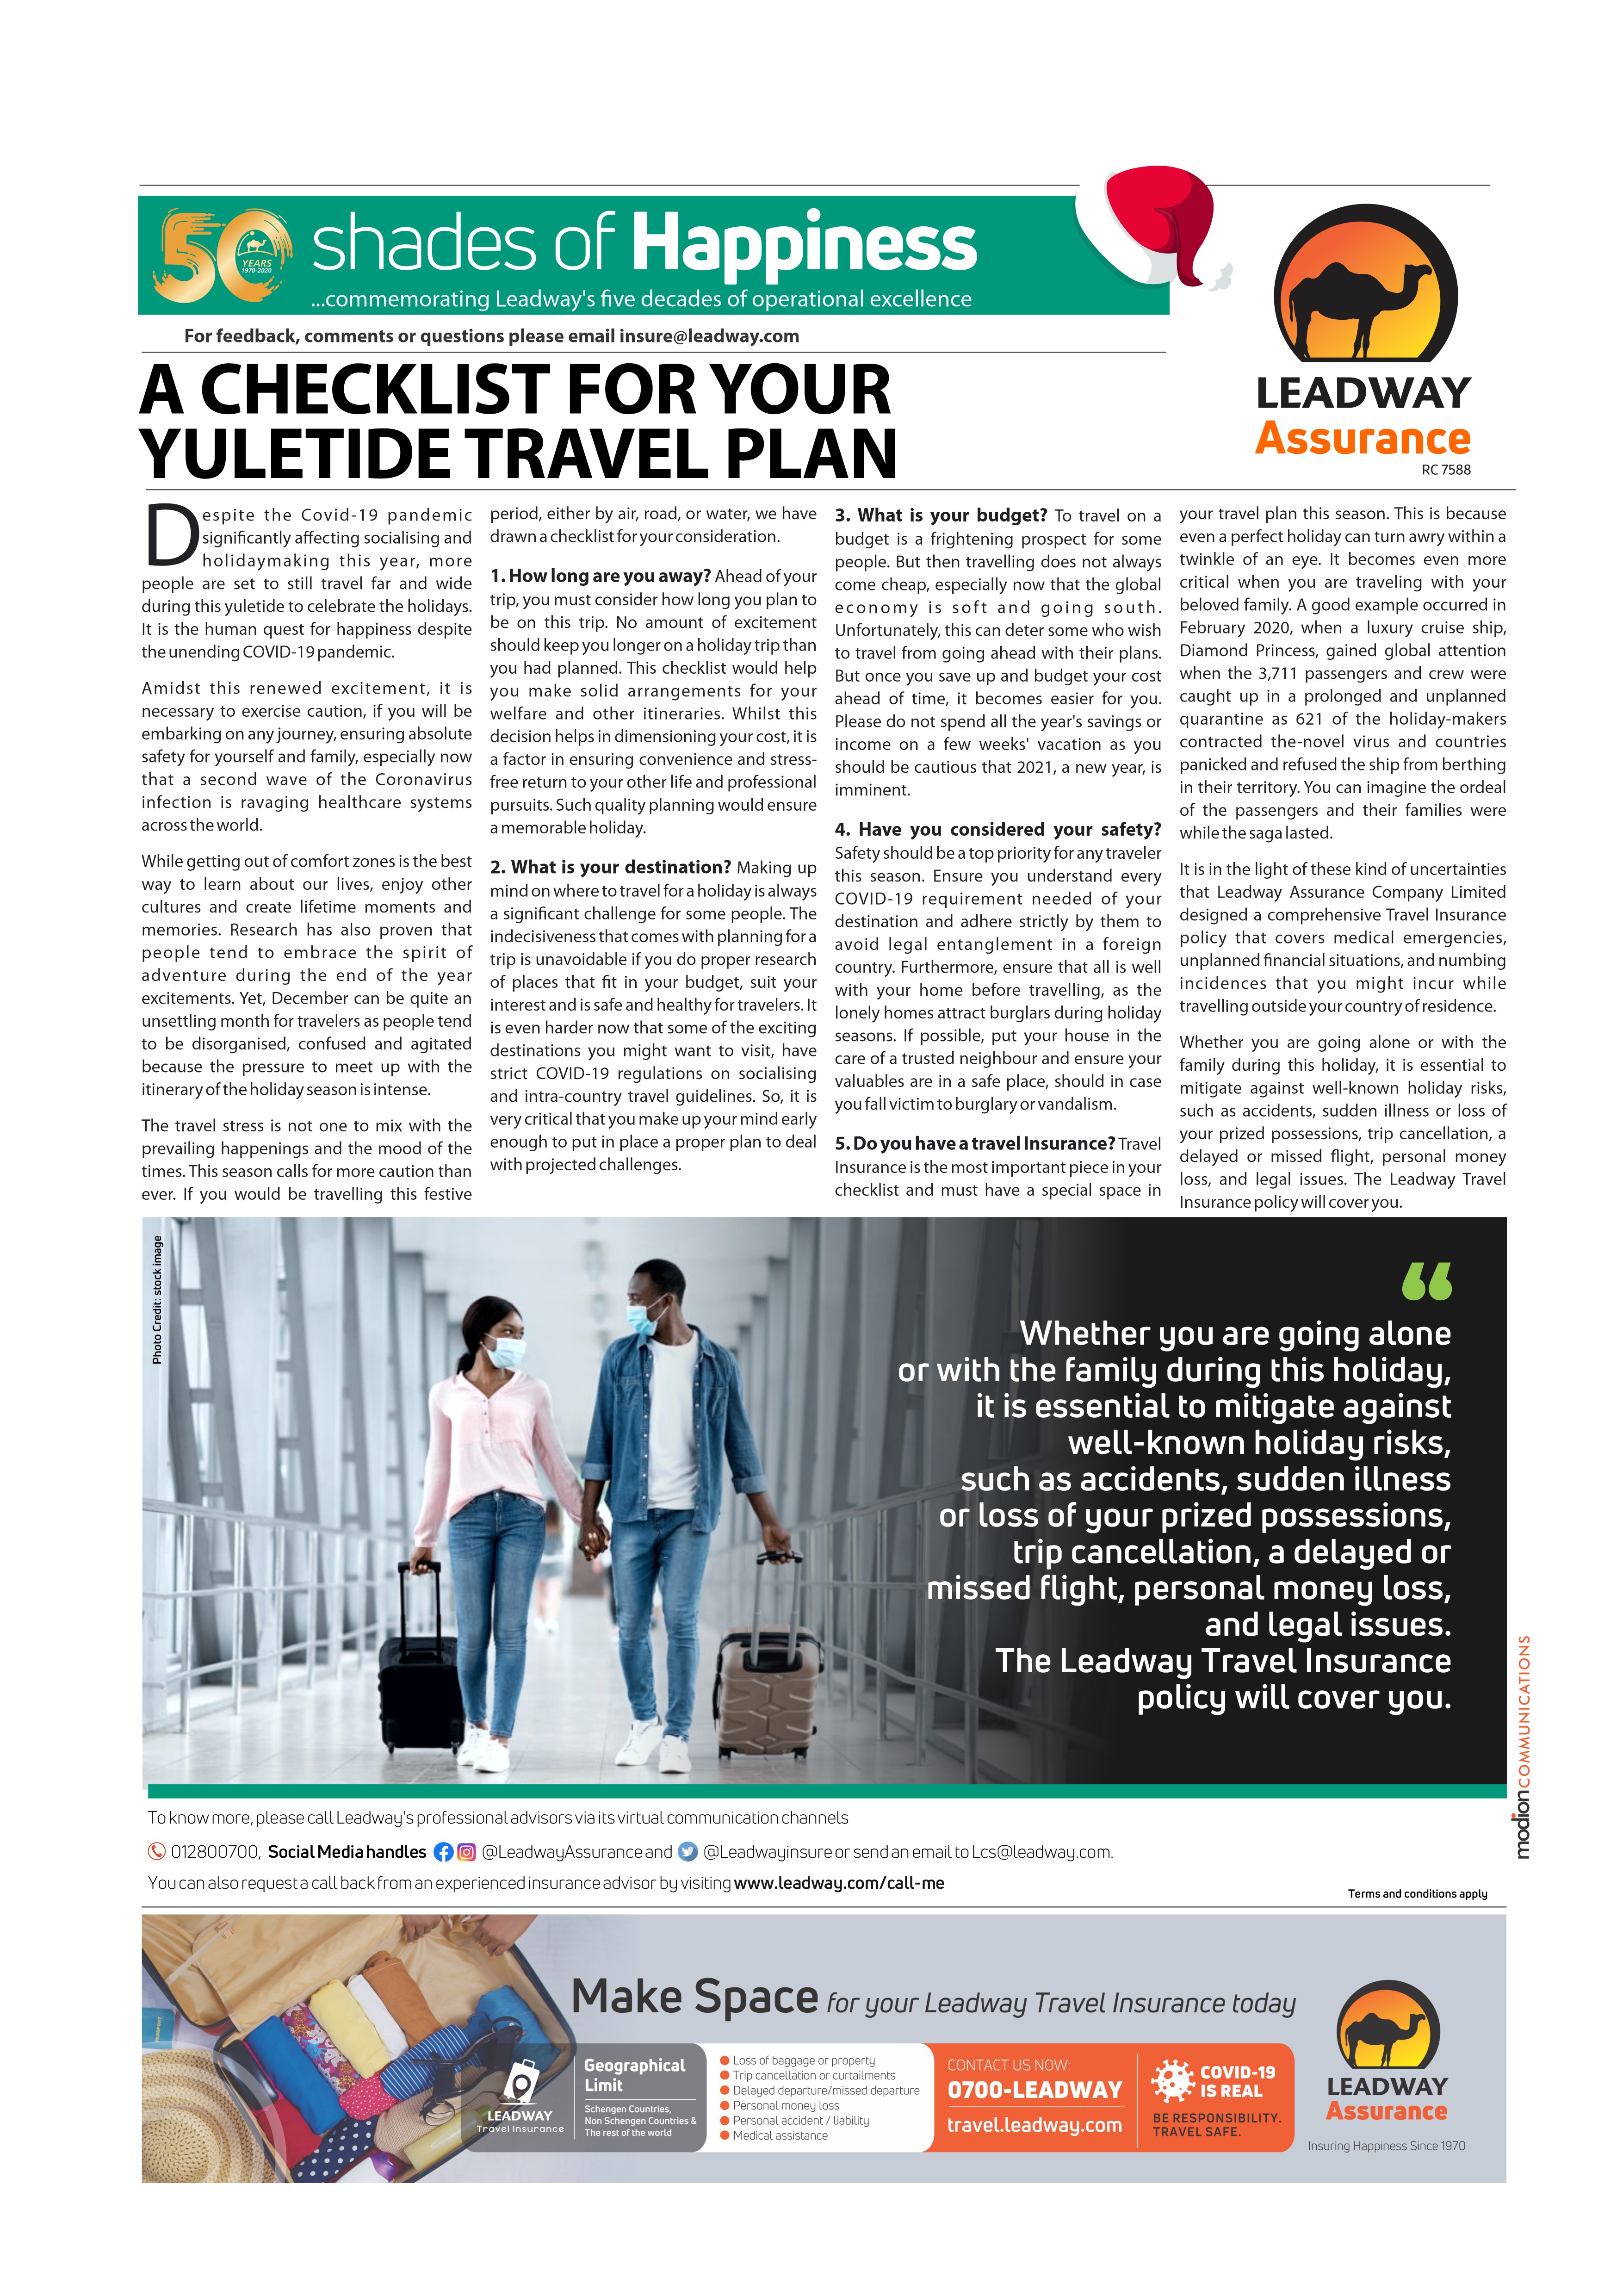 50
YEARS
1970-2020
shades of Happiness
...commemorating Leadway's five decades of operational excellence
For feedback, comments or questions please email insure@leadway.com
LEADWAY
Assurance
RC 7588
A CHECKLIST FOR YOUR
YULETIDE TRAVEL PLAN
Despite the Covid-19 pandemic
significantly affecting socialising and
holidaymaking this year, more
people are set to still travel far and wide
during this yuletide to celebrate the holidays.
It is the human quest for happiness despite
the unending COVID-19 pandemic.
Amidst this renewed excitement, it is
necessary to exercise caution, if you will be
embarking on any journey, ensuring absolute
safety for yourself and family, especially now
that a second wave of the Coronavirus
infection is ravaging healthcare systems
across the world.
While getting out of comfort zones is the best
way to learn about our lives, enjoy other
cultures and create lifetime moments and
memories. Research has also proven that
people tend to embrace the spirit of
adventure during the end of the year
excitements. Yet, December can be quite an
unsettling month for travelers as people tend
to be disorganised, confused and agitated
because the pressure to meet up with the
itinerary of the holiday season is intense.
The travel stress is not one to mix with the
prevailing happenings and the mood of the
times. This season calls for more caution than
ever. If you would be travelling this festive
period, either by air, road, or water, we have
drawn a checklist for your consideration.
1. How long are you away? Ahead of your
trip, you must consider how long you plan to
be on this trip. No amount of excitement
should keep you longer on a holiday trip than
you had planned. This checklist would help
you make solid arrangements for your
welfare and other itineraries. Whilst this
decision helps in dimensioning your cost, it is
a factor in ensuring convenience and stress-
free return to your other life and professional
pursuits. Such quality planning would ensure
a memorable holiday.
2. What is your destination? Making up
mind on where to travel for a holiday is always
a significant challenge for some people. The
indecisiveness that comes with planning for a
trip is unavoidable if you do proper research
of places that fit in your budget, suit your
interest and is safe and healthy for travelers. It
is even harder now that some of the exciting
destinations you might want to visit, have
strict COVID-19 regulations on socialising
and intra-country travel guidelines. So, it is
very critical that you make up your mind early
enough to put in place a proper plan to deal
with projected challenges.
3. What is your budget? To travel on a
budget is a frightening prospect for some
people. But then travelling does not always
come cheap, especially now that the global
economy is soft and going south.
Unfortunately, this can deter some who wish
to travel from going ahead with their plans.
But once you save up and budget your cost
ahead of time, it becomes easier for you.
Please do not spend all the year's savings or
income on a few weeks' vacation as you
should be cautious that 2021, a new year, is
imminent.
4. Have you considered your safety?
Safety should be a top priority for any traveler
this season. Ensure you understand every
COVID-19 requirement needed of your
destination and adhere strictly by them to
avoid legal entanglement in a foreign
country. Furthermore, ensure that all is well
with your home before travelling, as the
lonely homes attract burglars during holiday
seasons. If possible, put your house in the
care of a trusted neighbour and ensure your
valuables are in a safe place, should in case
you fall victim to burglary or vandalism.
5. Do you have a travel Insurance? Travel
Insurance is the most important piece in your
checklist and must have a special space in
your travel plan this season. This is because
even a perfect holiday can turn awry within a
twinkle of an eye. It becomes even more
critical when you are traveling with your
beloved family. A good example occurred in
February 2020, when a luxury cruise ship,
Diamond Princess, gained global attention
when the 3,711 passengers and crew were
caught up in a prolonged and unplanned
quarantine as 621 of the holiday-makers
contracted the-novel virus and countries
panicked and refused the ship from berthing
in their territory. You can imagine the ordeal
of the passengers and their families were
while the saga lasted.
It is in the light of these kind of uncertainties
that Leadway Assurance Company Limited
designed a comprehensive Travel Insurance
policy that covers medical emergencies,
unplanned financial situations, and numbing
incidences that you might incur while
travelling outside your country of residence.
Whether you are going alone or with the
family during this holiday, it is essential to
mitigate against well-known holiday risks,
such as accidents, sudden illness or loss of
your prized possessions, trip cancellation, a
delayed or missed flight, personal money
loss, and legal issues. The Leadway Travel
Insurance policy will cover you.
Photo Credit: stock image
“
Whether you are going alone
or with the family during this holiday,
it is essential to mitigate against
well-known holiday risks,
such as accidents, sudden illness
or loss of your prized possessions,
trip cancellation, a delayed or
missed flight, personal money loss,
and legal issues.
The Leadway Travel Insurance
policy will cover you.
modion COMMUNICATIONS
To know more, please call Leadway's professional advisors via its virtual communication channels
012800700, Social Media handles @LeadwayAssurance and @Leadwayinsure or send an email to Lcs@leadway.com.
You can also request a call back from an experienced insurance advisor by visiting www.leadway.com/call-me
Terms and conditions apply
PASSPORT
Make Space for your Leadway Travel Insurance today
LEADWAY
Travel Insurance
Geographical
Limit
Schengen Countries,
Non Schengen Countries &
The rest of the world
Loss of baggage or property
Trip cancellation or curtailments
Delayed departure/missed departure
Personal money loss
Personal accident / liability
Medical assistance
CONTACT US NOW:
0700-LEADWAY
travel.leadway.com
COVID-19
IS REAL
BE RESPONSIBILITY.
TRAVEL SAFE.
LEADWAY
Assurance
Insuring Happiness Since 1970